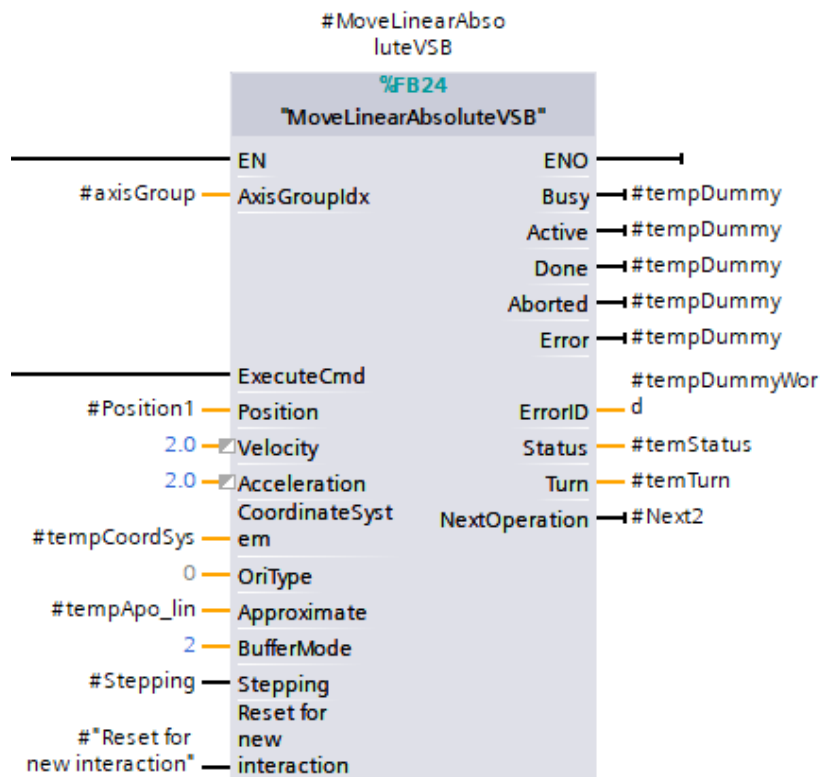 #MoveLinearAbso
luteVSB
%FB24
"MoveLinearAbsoluteVSB"
EN ENO
#axisGroup AxisGroupIdx Busy #tempDummy
Active #tempDummy
Done #tempDummy
Aborted #tempDummy
Error #tempDummy
ExecuteCmd #tempDummyWor
#Position1 Position ErrorID d
2.0 Velocity Status #temStatus
2.0 Acceleration Turn #temTurn
CoordinateSyst NextOperation #Next2
#tempCoordSys em
0 OriType
#tempApo_lin Approximate
2 BufferMode
#Stepping Stepping
Reset for
#"Reset for new
new interaction" interaction